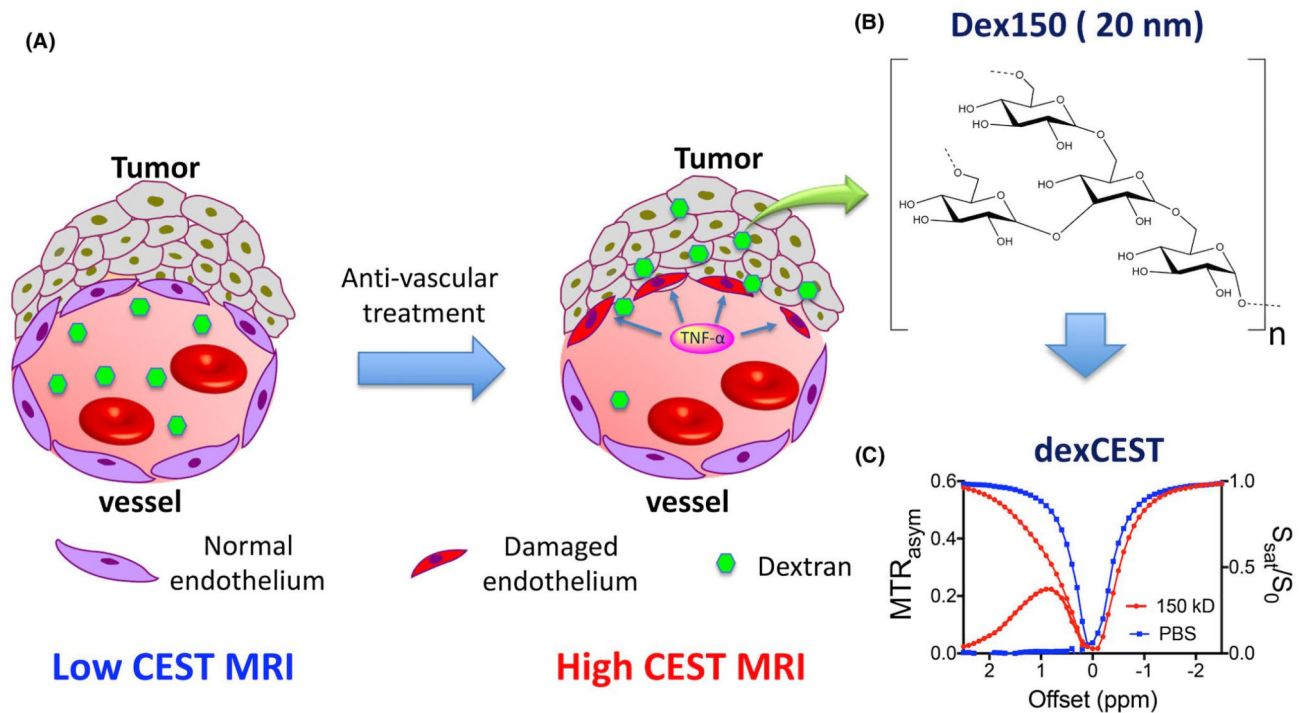 (A)
Tumor
vessel
Anti-vascular
treatment
Tumor
TNF-α
vessel
Normal
endothelium
Damaged
endothelium
Dextran
Low CEST MRI
High CEST MRI
(B)
Dex150 ( 20 nm)
O
O
HO
HO
OH
O
O
O
O
HO
HO
OH
O
HO
OH
O
O
O
HO
HO
OH
O
n
(C)
dexCEST
MTRasym
0.6
0.4
0.2
0.0
Ssat/S0
1.0
0.5
0.0
150 kD
PBS
2 1 0 -1 -2
Offset (ppm)